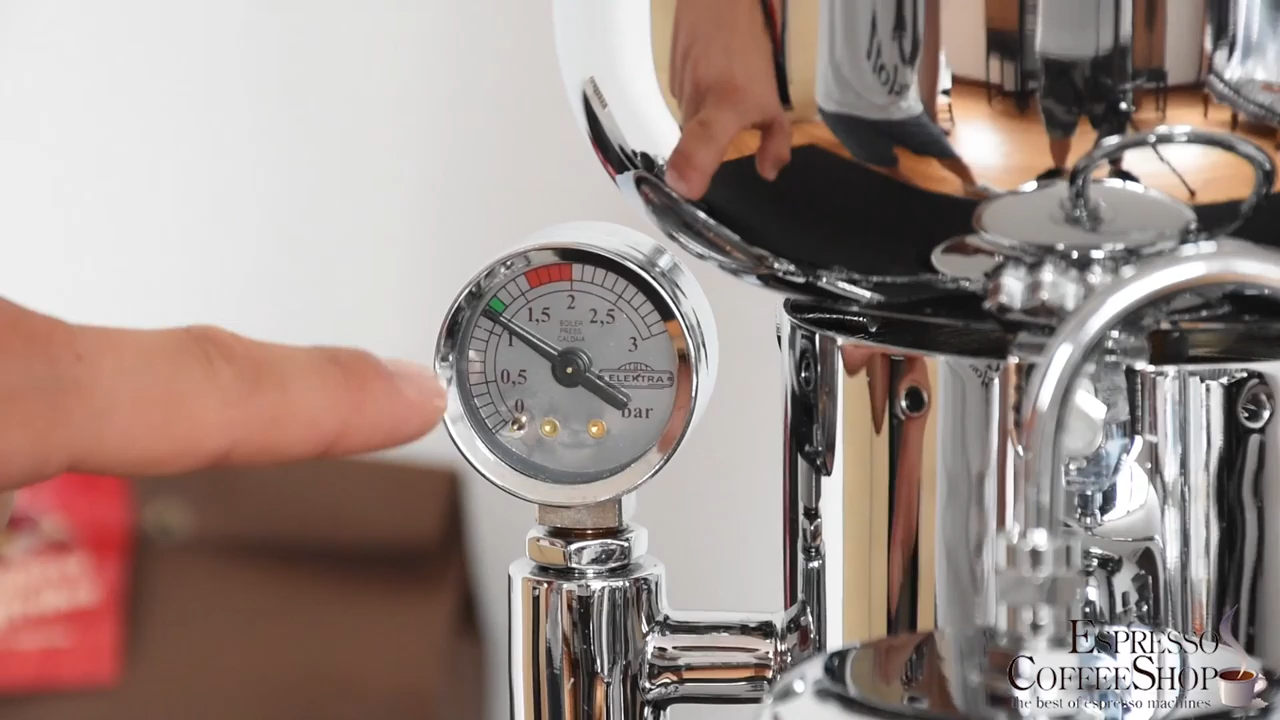 2
1,5
2,5
BOILER
PRESS
CALDAIA
1
3
0,5
ELEKTRA
0
bar
ESPRESSO
COFFEESHOP
the best of espresso machines